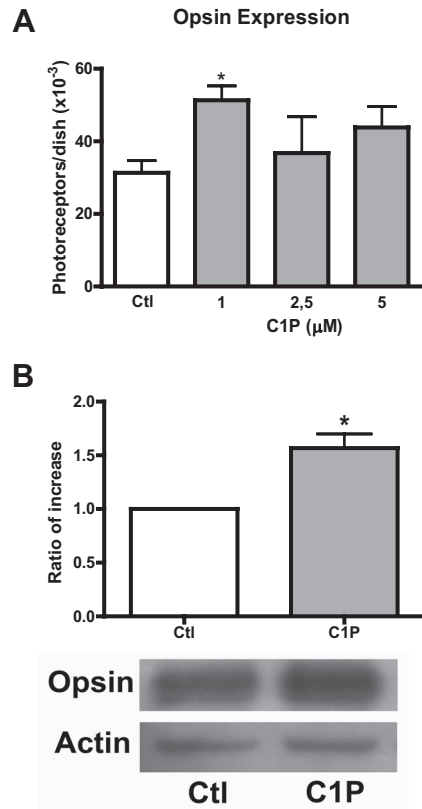 A
Opsin Expression
Photoreceptors/dish (x10⁻³)
60
40
20
0
*
Ctl 1 2,5 5
C1P (μM)
B
Ratio of increase
2.0
1.5
1.0
0.5
0.0
*
Ctl C1P
Opsin
Actin
Ctl C1P